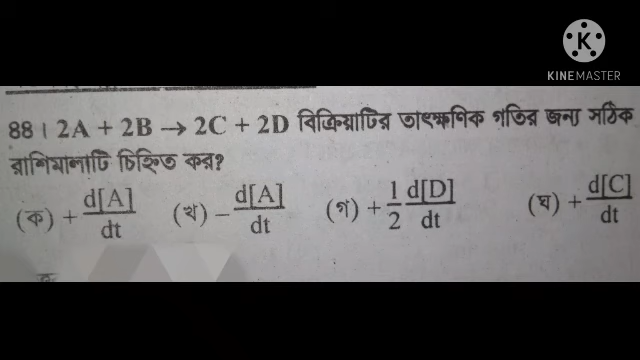 KINEMASTER
88। 2A + 2B → 2C + 2D বিক্রিয়াটির তাৎক্ষণিক গতির জন্য সঠিক
রাশিমালাটি চিহ্নিত কর?
(ক) + d[A]/dt (খ) – d[A]/dt (গ) + 1/2 d[D]/dt (ঘ) + d[C]/dt